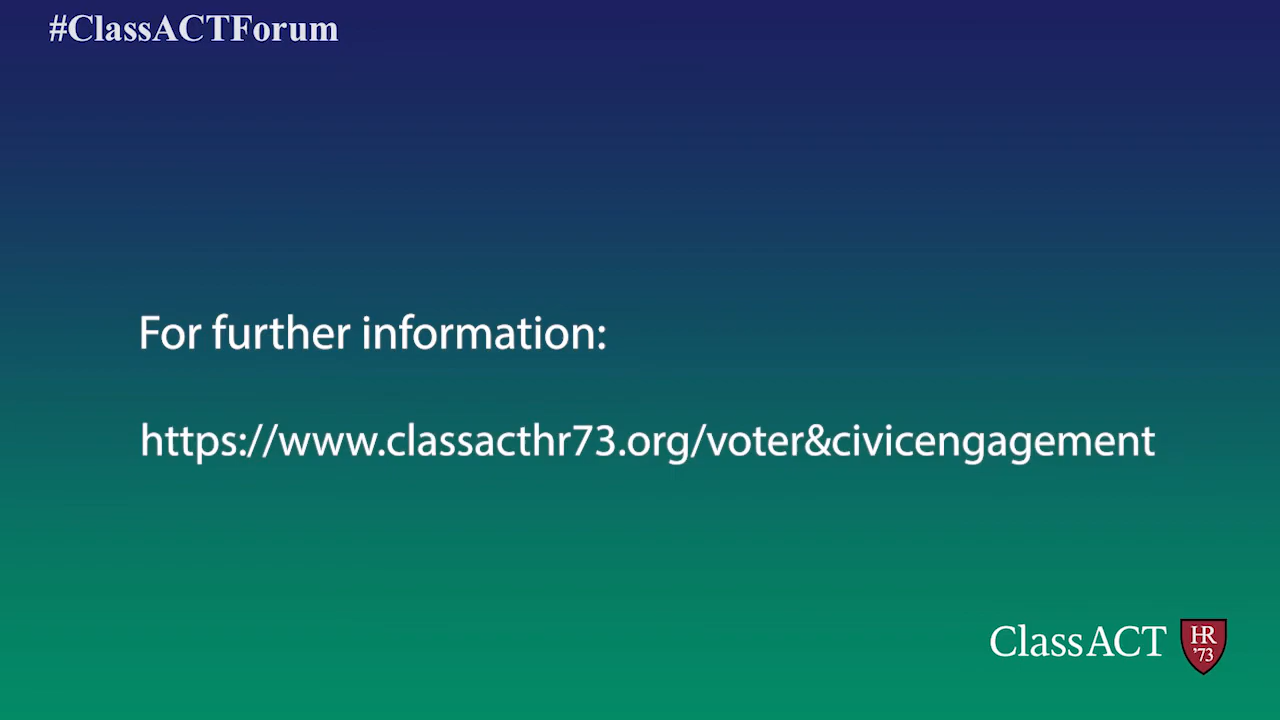 #ClassACTForum
For further information:
https://www.classacthr73.org/voter&civicengagement
ClassACT
HR
'73